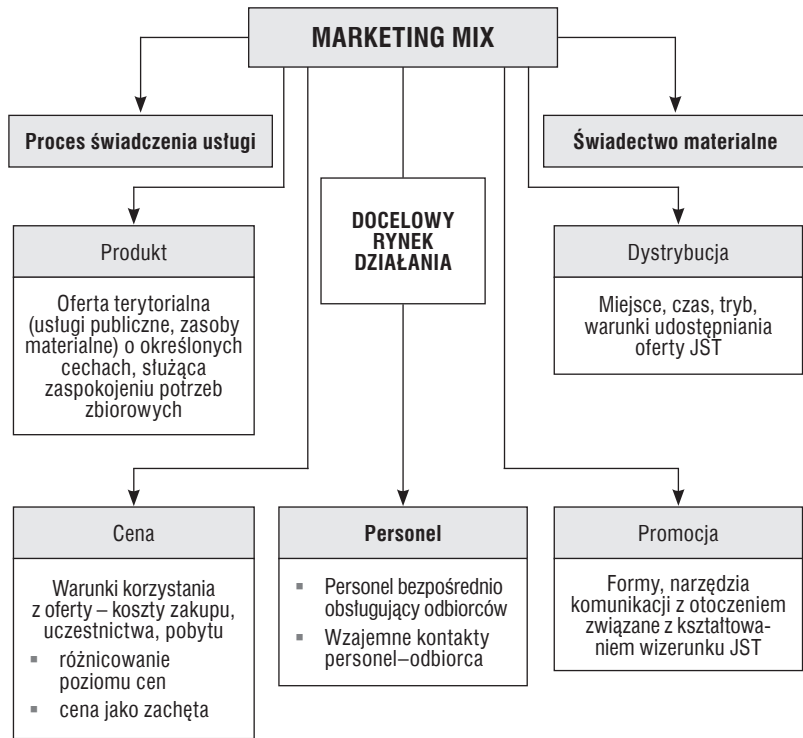 MARKETING MIX
Proces świadczenia usługi
Świadectwo materialne
DOCELOWY
RYNEK
DZIAŁANIA
Produkt
Oferta terytorialna
(usługi publiczne, zasoby
materialne) o określonych
cechach, służąca
zaspokojeniu potrzeb
zbiorowych
Dystrybucja
Miejsce, czas, tryb,
warunki udostępniania
oferty JST
Cena
Warunki korzystania
z oferty – koszty zakupu,
uczestnictwa, pobytu
▪ różnicowanie
poziomu cen
▪ cena jako zachęta
Personel
▪ Personel bezpośrednio
obsługujący odbiorców
▪ Wzajemne kontakty
personel–odbiorca
Promocja
Formy, narzędzia
komunikacji z otoczeniem
związane z kształtowa-
niem wizerunku JST